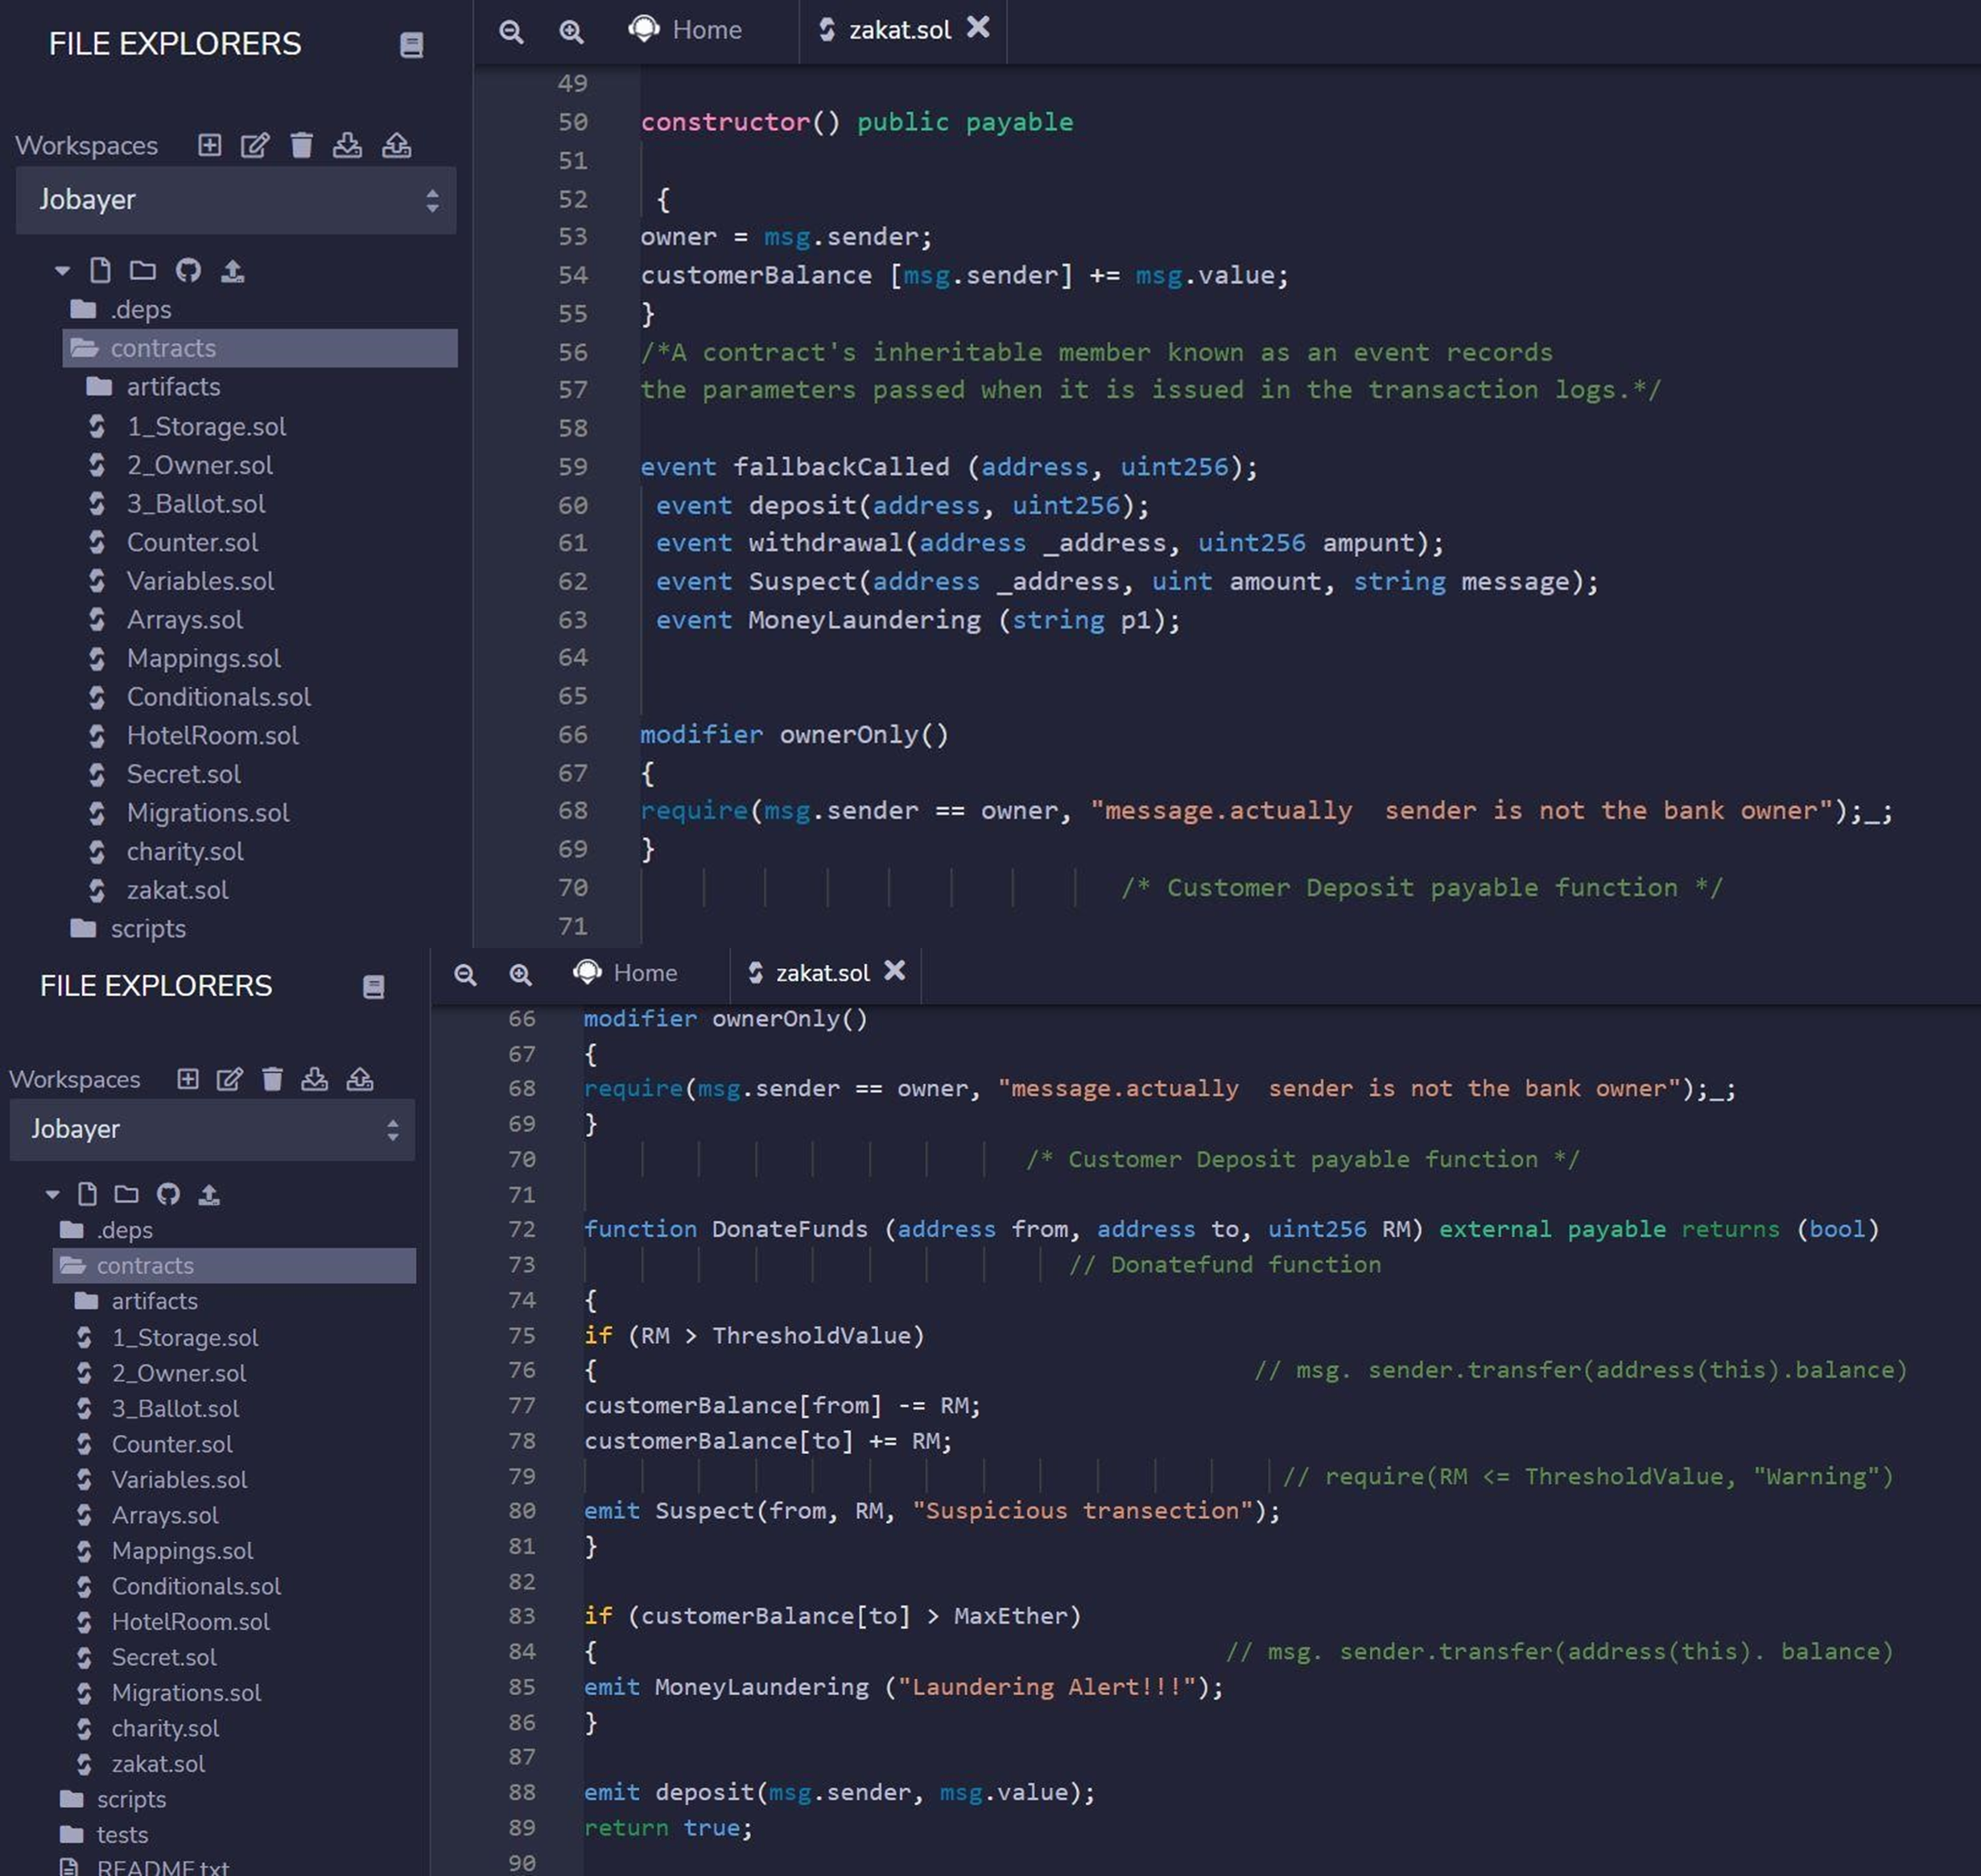 FILE EXPLORERS
Workspaces
Jobayer
.deps
contracts
artifacts
1_Storage.sol
2_Owner.sol
3_Ballot.sol
Counter.sol
Variables.sol
Arrays.sol
Mappings.sol
Conditionals.sol
HotelRoom.sol
Secret.sol
Migrations.sol
charity.sol
zakat.sol
scripts
Home zakat.sol
49
50 constructor() public payable
51
52 {
53 owner = msg.sender;
54 customerBalance [msg.sender] += msg.value;
55 }
56 /*A contract's inheritable member known as an event records
57 the parameters passed when it is issued in the transaction logs.*/
58
59 event fallbackCalled (address, uint256);
60 event deposit(address, uint256);
61 event withdrawal(address _address, uint256 ampunt);
62 event Suspect(address _address, uint amount, string message);
63 event MoneyLaundering (string p1);
64
65
66 modifier ownerOnly()
67 {
68 require(msg.sender == owner, "message.actually  sender is not the bank owner");_;
69 }
70 /* Customer Deposit payable function */
71
FILE EXPLORERS
Workspaces
Jobayer
.deps
contracts
artifacts
1_Storage.sol
2_Owner.sol
3_Ballot.sol
Counter.sol
Variables.sol
Arrays.sol
Mappings.sol
Conditionals.sol
HotelRoom.sol
Secret.sol
Migrations.sol
charity.sol
zakat.sol
scripts
tests
README.txt
Home zakat.sol
66 modifier ownerOnly()
67 {
68 require(msg.sender == owner, "message.actually  sender is not the bank owner");_;
69 }
70 /* Customer Deposit payable function */
71
72 function DonateFunds (address from, address to, uint256 RM) external payable returns (bool)
73 // Donatefund function
74 {
75 if (RM > ThresholdValue)
76 { // msg. sender.transfer(address(this).balance)
77 customerBalance[from] -= RM;
78 customerBalance[to] += RM;
79 // require(RM <= ThresholdValue, "Warning")
80 emit Suspect(from, RM, "Suspicious transection");
81 }
82
83 if (customerBalance[to] > MaxEther)
84 { // msg. sender.transfer(address(this). balance)
85 emit MoneyLaundering ("Laundering Alert!!!");
86 }
87
88 emit deposit(msg.sender, msg.value);
89 return true;
90